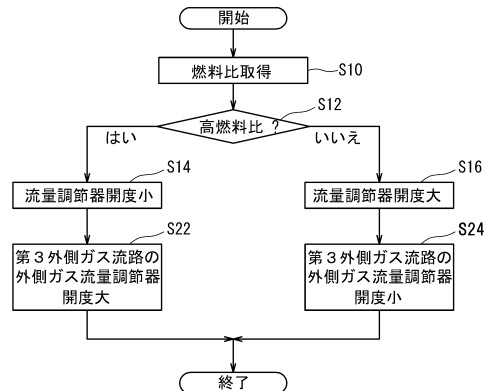 開始
燃料比取得
S10
S12
高燃料比 ?
はい
いいえ
S14
流量調節器開度小
S16
流量調節器開度大
S22
第3外側ガス流路の
外側ガス流量調節器
開度大
S24
第3外側ガス流路の
外側ガス流量調節器
開度小
終了